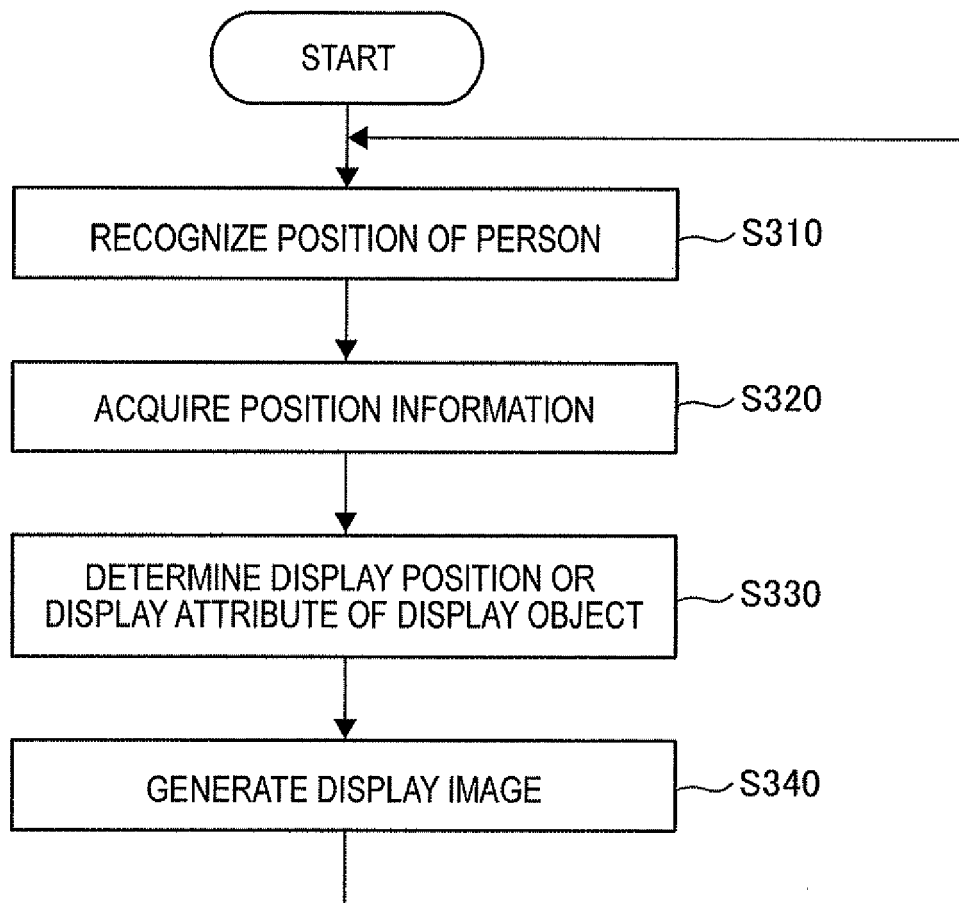 START
RECOGNIZE POSITION OF PERSON
S310
ACQUIRE POSITION INFORMATION
S320
DETERMINE DISPLAY POSITION OR
DISPLAY ATTRIBUTE OF DISPLAY OBJECT
S330
GENERATE DISPLAY IMAGE
S340